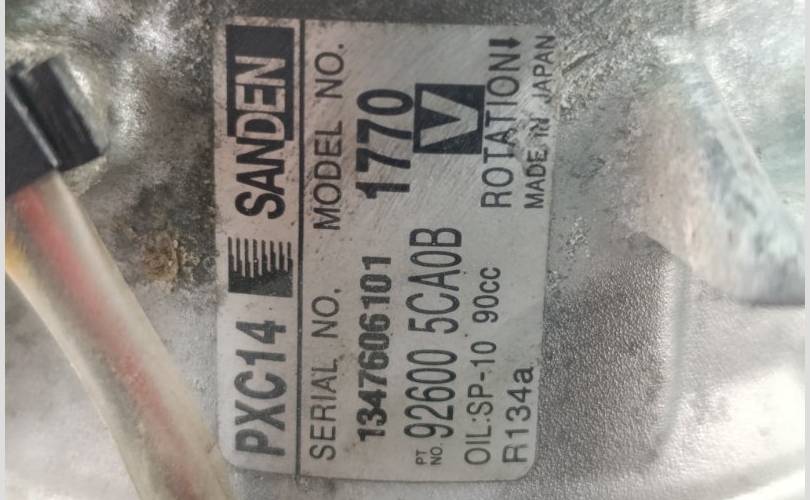 PXC14 SANDEN
SERIAL NO. MODEL NO.
1347606101 1770
PT NO. 92600 5CA0B V
OIL:SP-10 90cc ROTATION
R134a MADE IN JAPAN